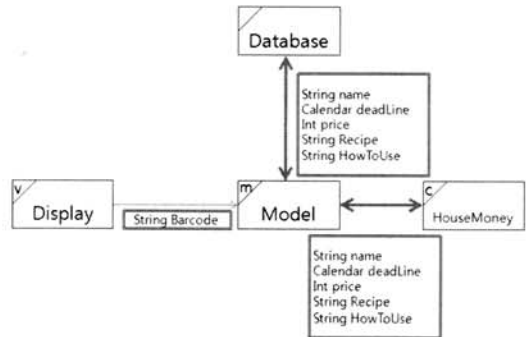 Database
String name
Calendar deadLine
Int price
String Recipe
String HowToUse
v
Display
String Barcode
m
Model
c
HouseMoney
String name
Calendar deadLine
Int price
String Recipe
String HowToUse